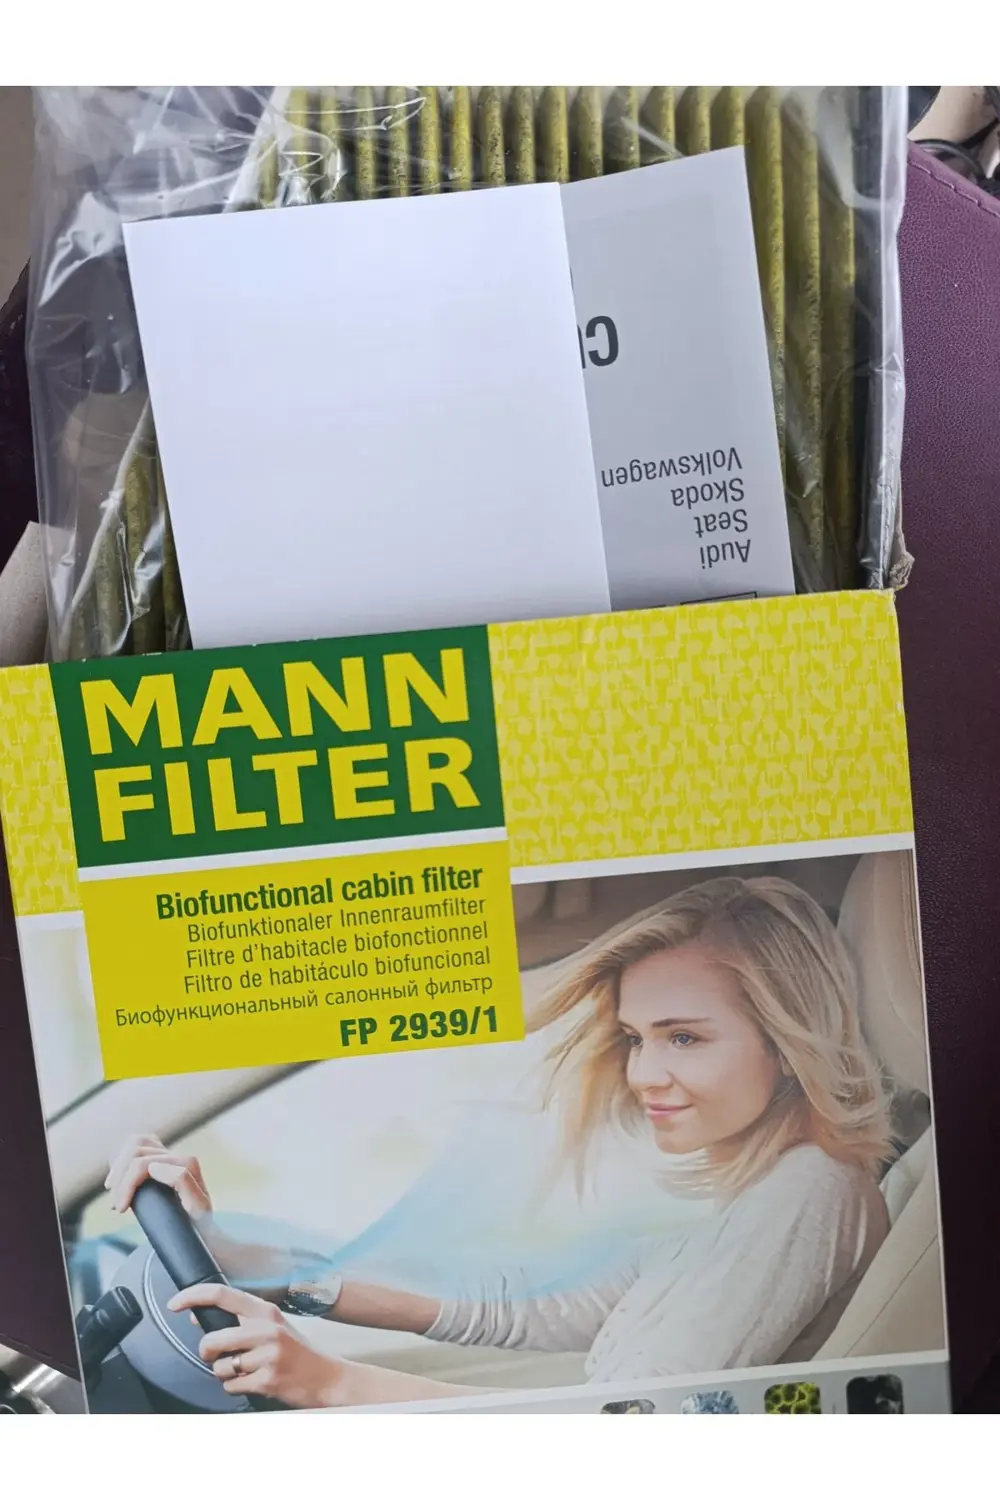 Cu
Volkswagen
Skoda
Seat
Audi
MANN
FILTER
Biofunctional cabin filter
Biofunktionaler Innenraumfilter
Filtre d'habitacle biofonctionnel
Filtro de habitáculo biofuncional
Биофункциональный салонный фильтр
FP 2939/1